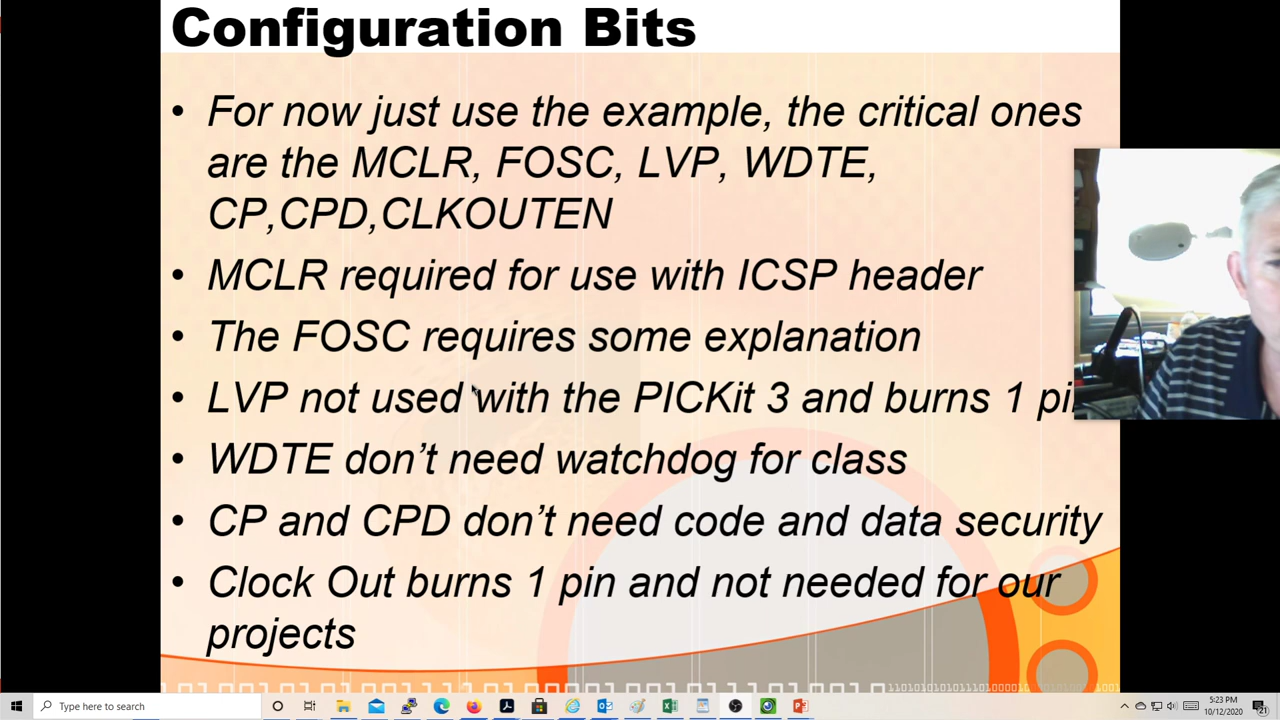 Configuration Bits
• For now just use the example, the critical ones
are the MCLR, FOSC, LVP, WDTE,
CP,CPD,CLKOUTEN
• MCLR required for use with ICSP header
• The FOSC requires some explanation
• LVP not used with the PICKit 3 and burns 1
• WDTE don’t need watchdog for class
• CP and CPD don’t need code and data security
• Clock Out burns 1 pin and not needed for our
projects
Type here to search
5:23 PM
10/12/2020
21